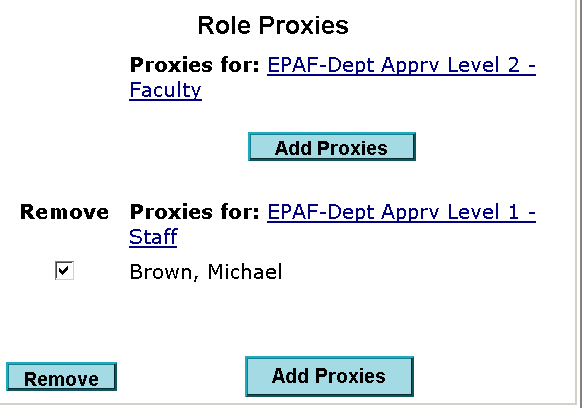 Role Proxies
Proxies for: EPAF-Dept Apprv Level 2 -
Faculty
Add Proxies
Remove Proxies for: EPAF-Dept Apprv Level 1 -
Staff
Brown, Michael
Remove Add Proxies